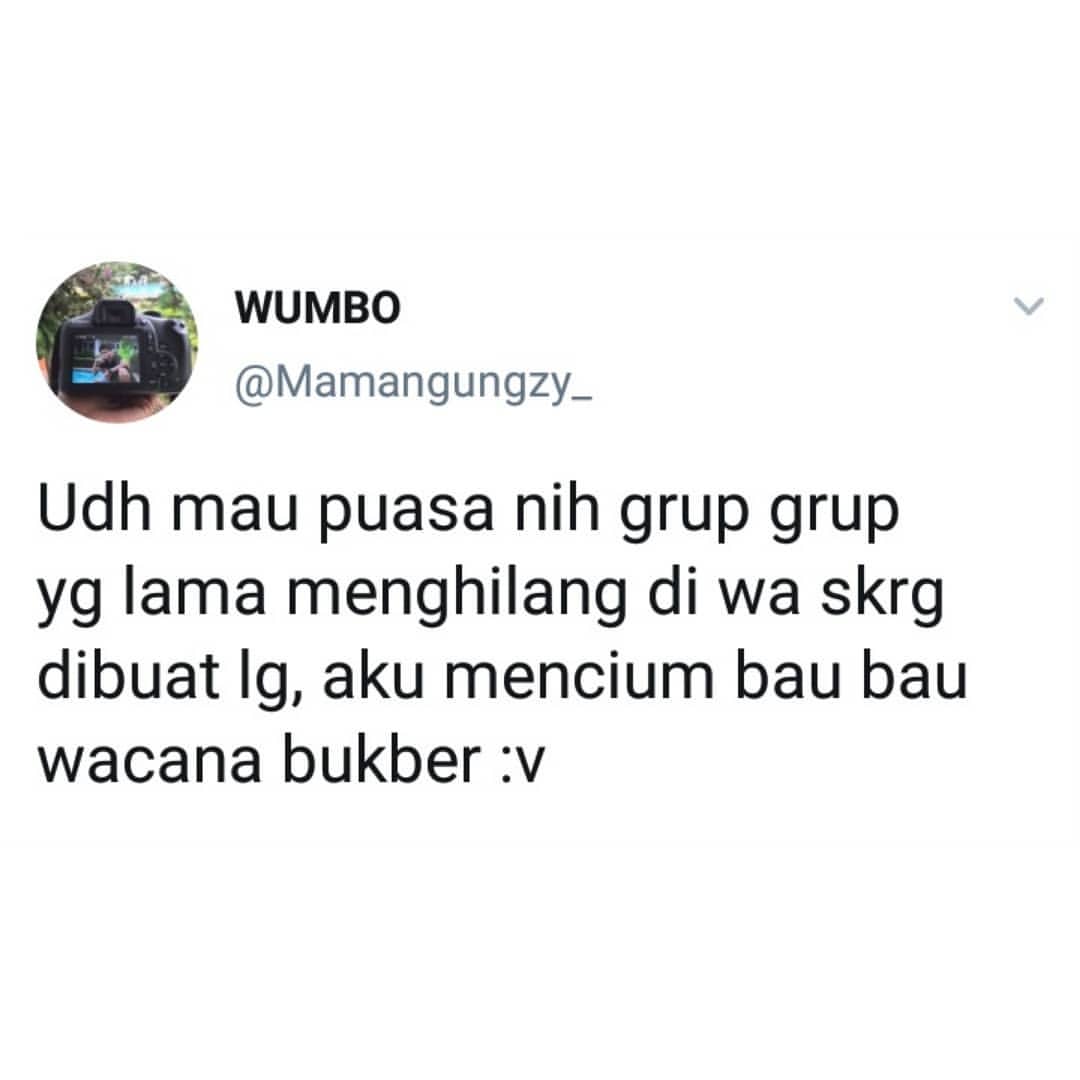 WUMBO
@Mamangungzy_
Udh mau puasa nih grup grup
yg lama menghilang di wa skrg
dibuat lg, aku mencium bau bau
wacana bukber :v